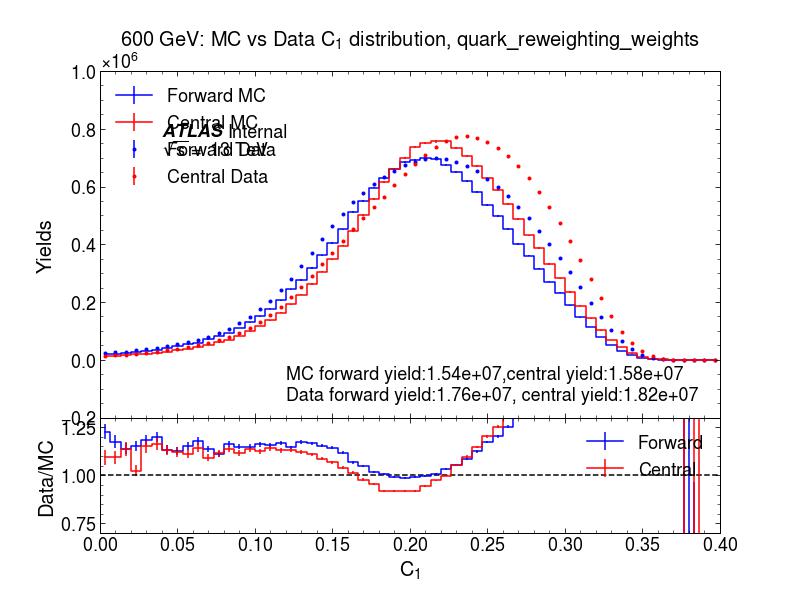 600 GeV: MC vs Data C₁ distribution, quark_reweighting_weights
×10⁶
1.0
0.8
0.6
0.4
0.2
0.0
0.2
Yields
Forward MC
Central MC
ATLAS Internal
√s = 13 TeV
Forward Data
Central Data
MC forward yield:1.54e+07,central yield:1.58e+07
Data forward yield:1.76e+07, central yield:1.82e+07
1.25
1.00
0.75
Data/MC
Forward
Central
0.00 0.05 0.10 0.15 0.20 0.25 0.30 0.35 0.40
C₁